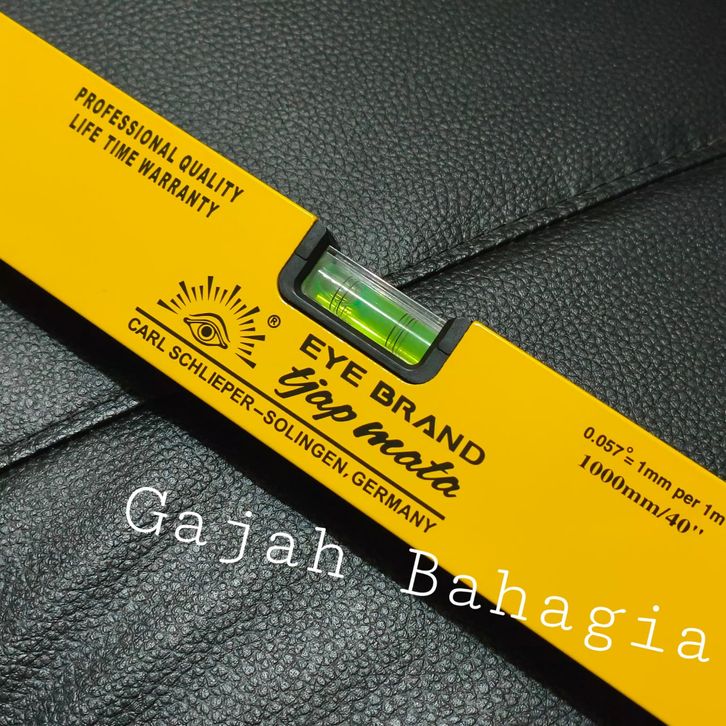 PROFESSIONAL QUALITY
LIFE TIME WARRANTY
®
EYE BRAND
tjap mata
CARL SCHLIEPER-SOLINGEN, GERMANY
0.057°= 1mm per 1m
1000mm/40"
Gajah Bahagia